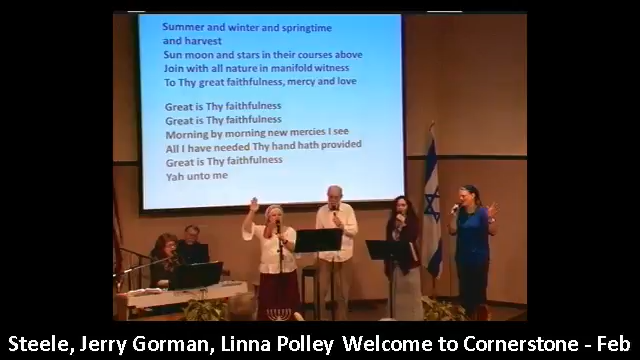 Summer and winter and springtime
and harvest
Sun moon and stars in their courses above
Join with all nature in manifold witness
To Thy great faithfulness, mercy and love
Great is Thy faithfulness
Great is Thy faithfulness
Morning by morning new mercies I see
All I have needed Thy hand hath provided
Great is Thy faithfulness
Yah unto me
Steele, Jerry Gorman, Linna Polley Welcome to Cornerstone - Feb